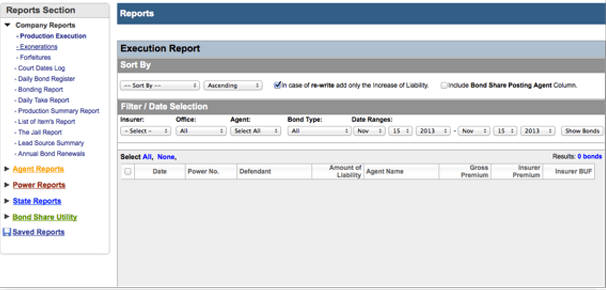 Reports Section
Company Reports
- Production Execution
- Exonerations
- Forfeitures
- Court Dates Log
- Daily Bond Register
- Bonding Report
- Daily Take Report
- Production Summary Report
- List of Item's Report
- The Jail Report
- Lead Source Summary
- Annual Bond Renewals
Agent Reports
Power Reports
State Reports
Bond Share Utility
Saved Reports
Reports
Execution Report
Sort By
-- Sort By -- Ascending In case of re-write add only the Increase of Liability. Include Bond Share Posting Agent Column.
Filter / Date Selection
Insurer: Office: Agent: Bond Type: Date Ranges:
- Select - All Select All All Nov 15 2013 - Nov 15 2013 Show Bonds
Select All, None, Results: 0 bonds
Date Power No. Defendant Amount of Liability Agent Name Gross Premium Insurer Premium Insurer BUF